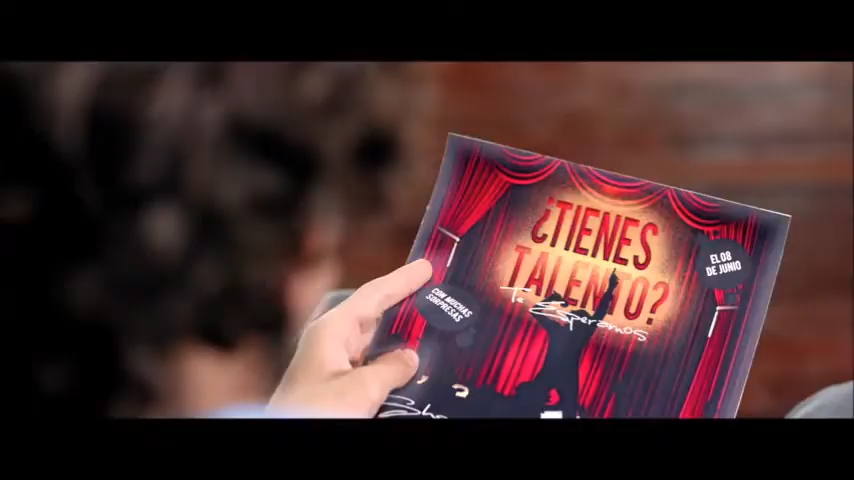 ¿TIENES
TALENTO?
Te Esperamos
EL 08
DE JUNIO
CON MUCHAS
SORPRESAS